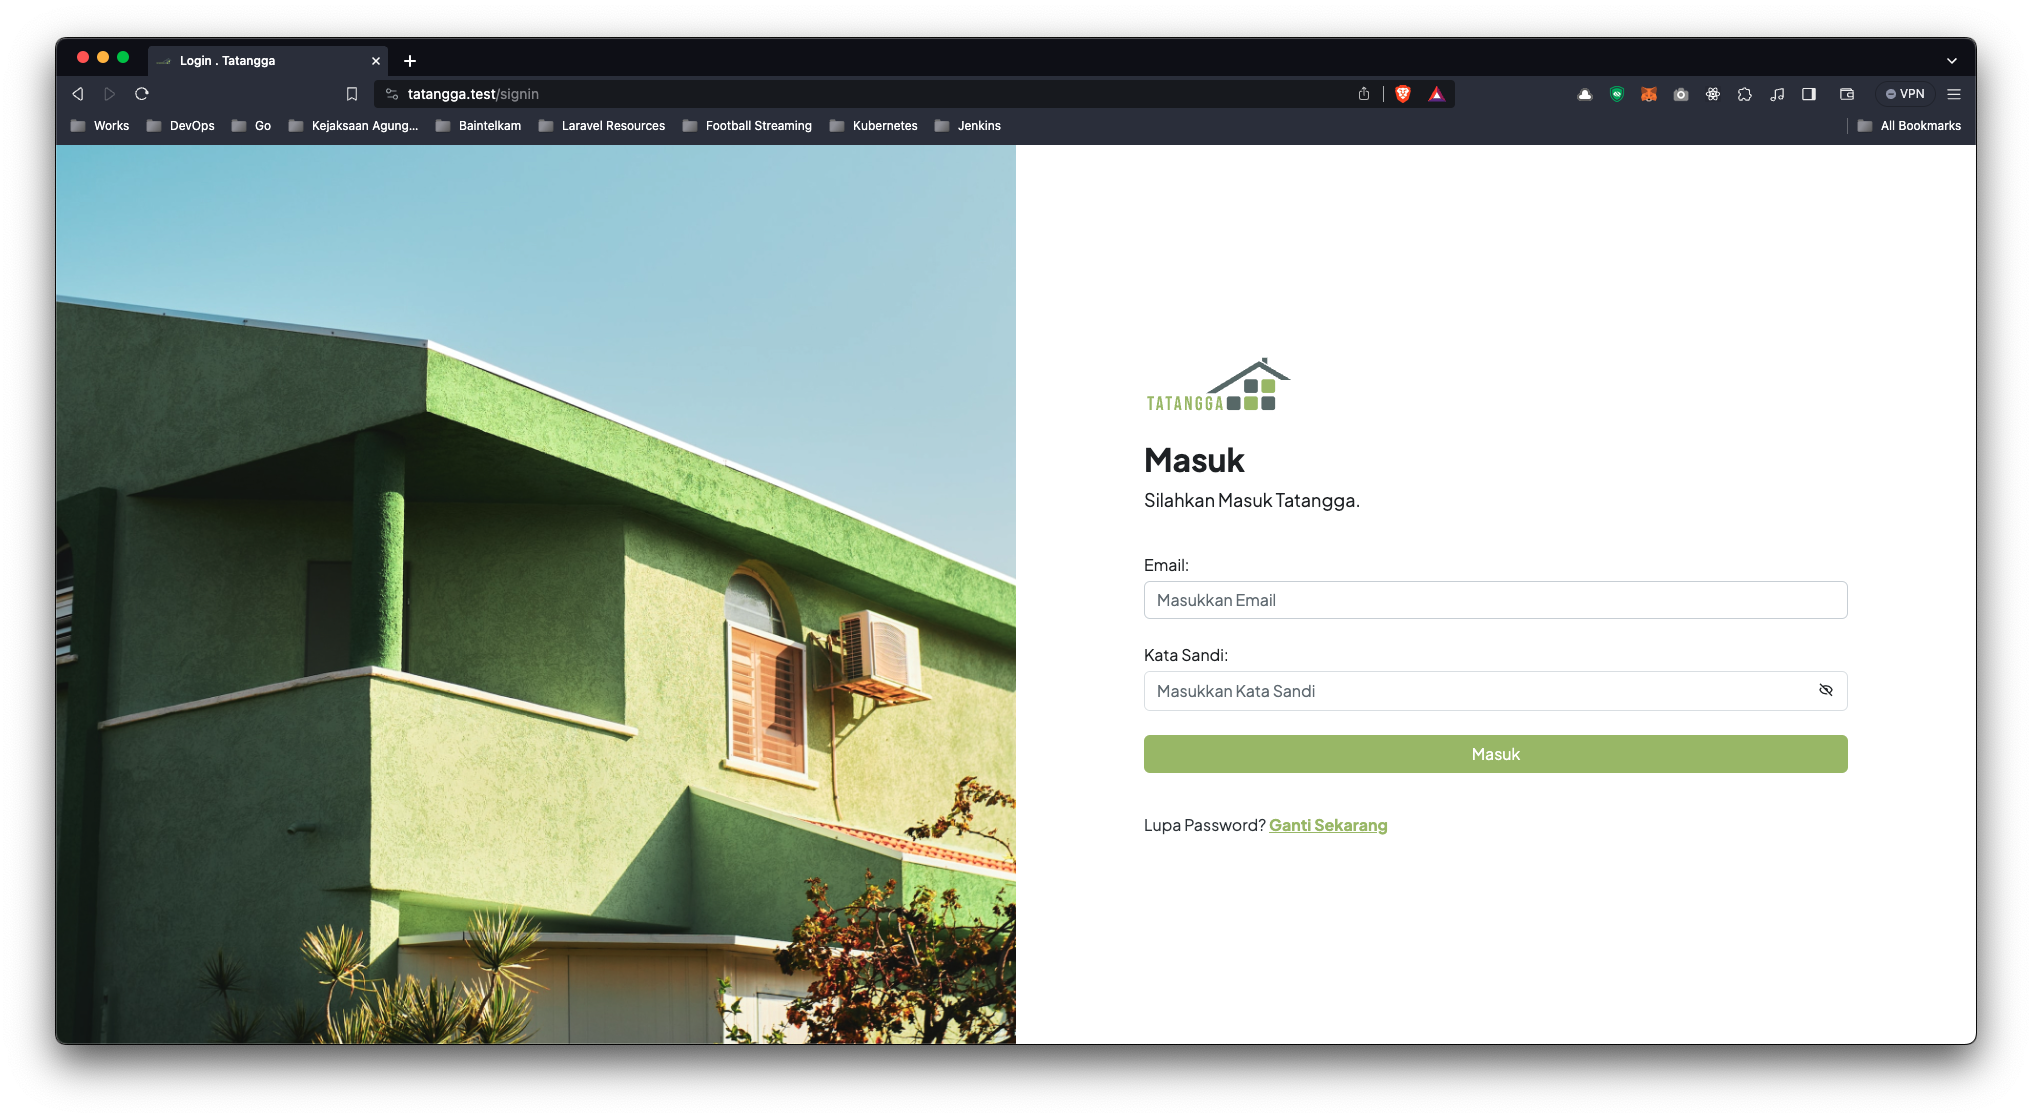 Login . Tatangga
tatangga.test/signin
VPN
Works DevOps Go Kejaksaan Agung... Baintelkam Laravel Resources Football Streaming Kubernetes Jenkins All Bookmarks
TATANGGA
Masuk
Silahkan Masuk Tatangga.
Email:
Masukkan Email
Kata Sandi:
Masukkan Kata Sandi
Masuk
Lupa Password? Ganti Sekarang